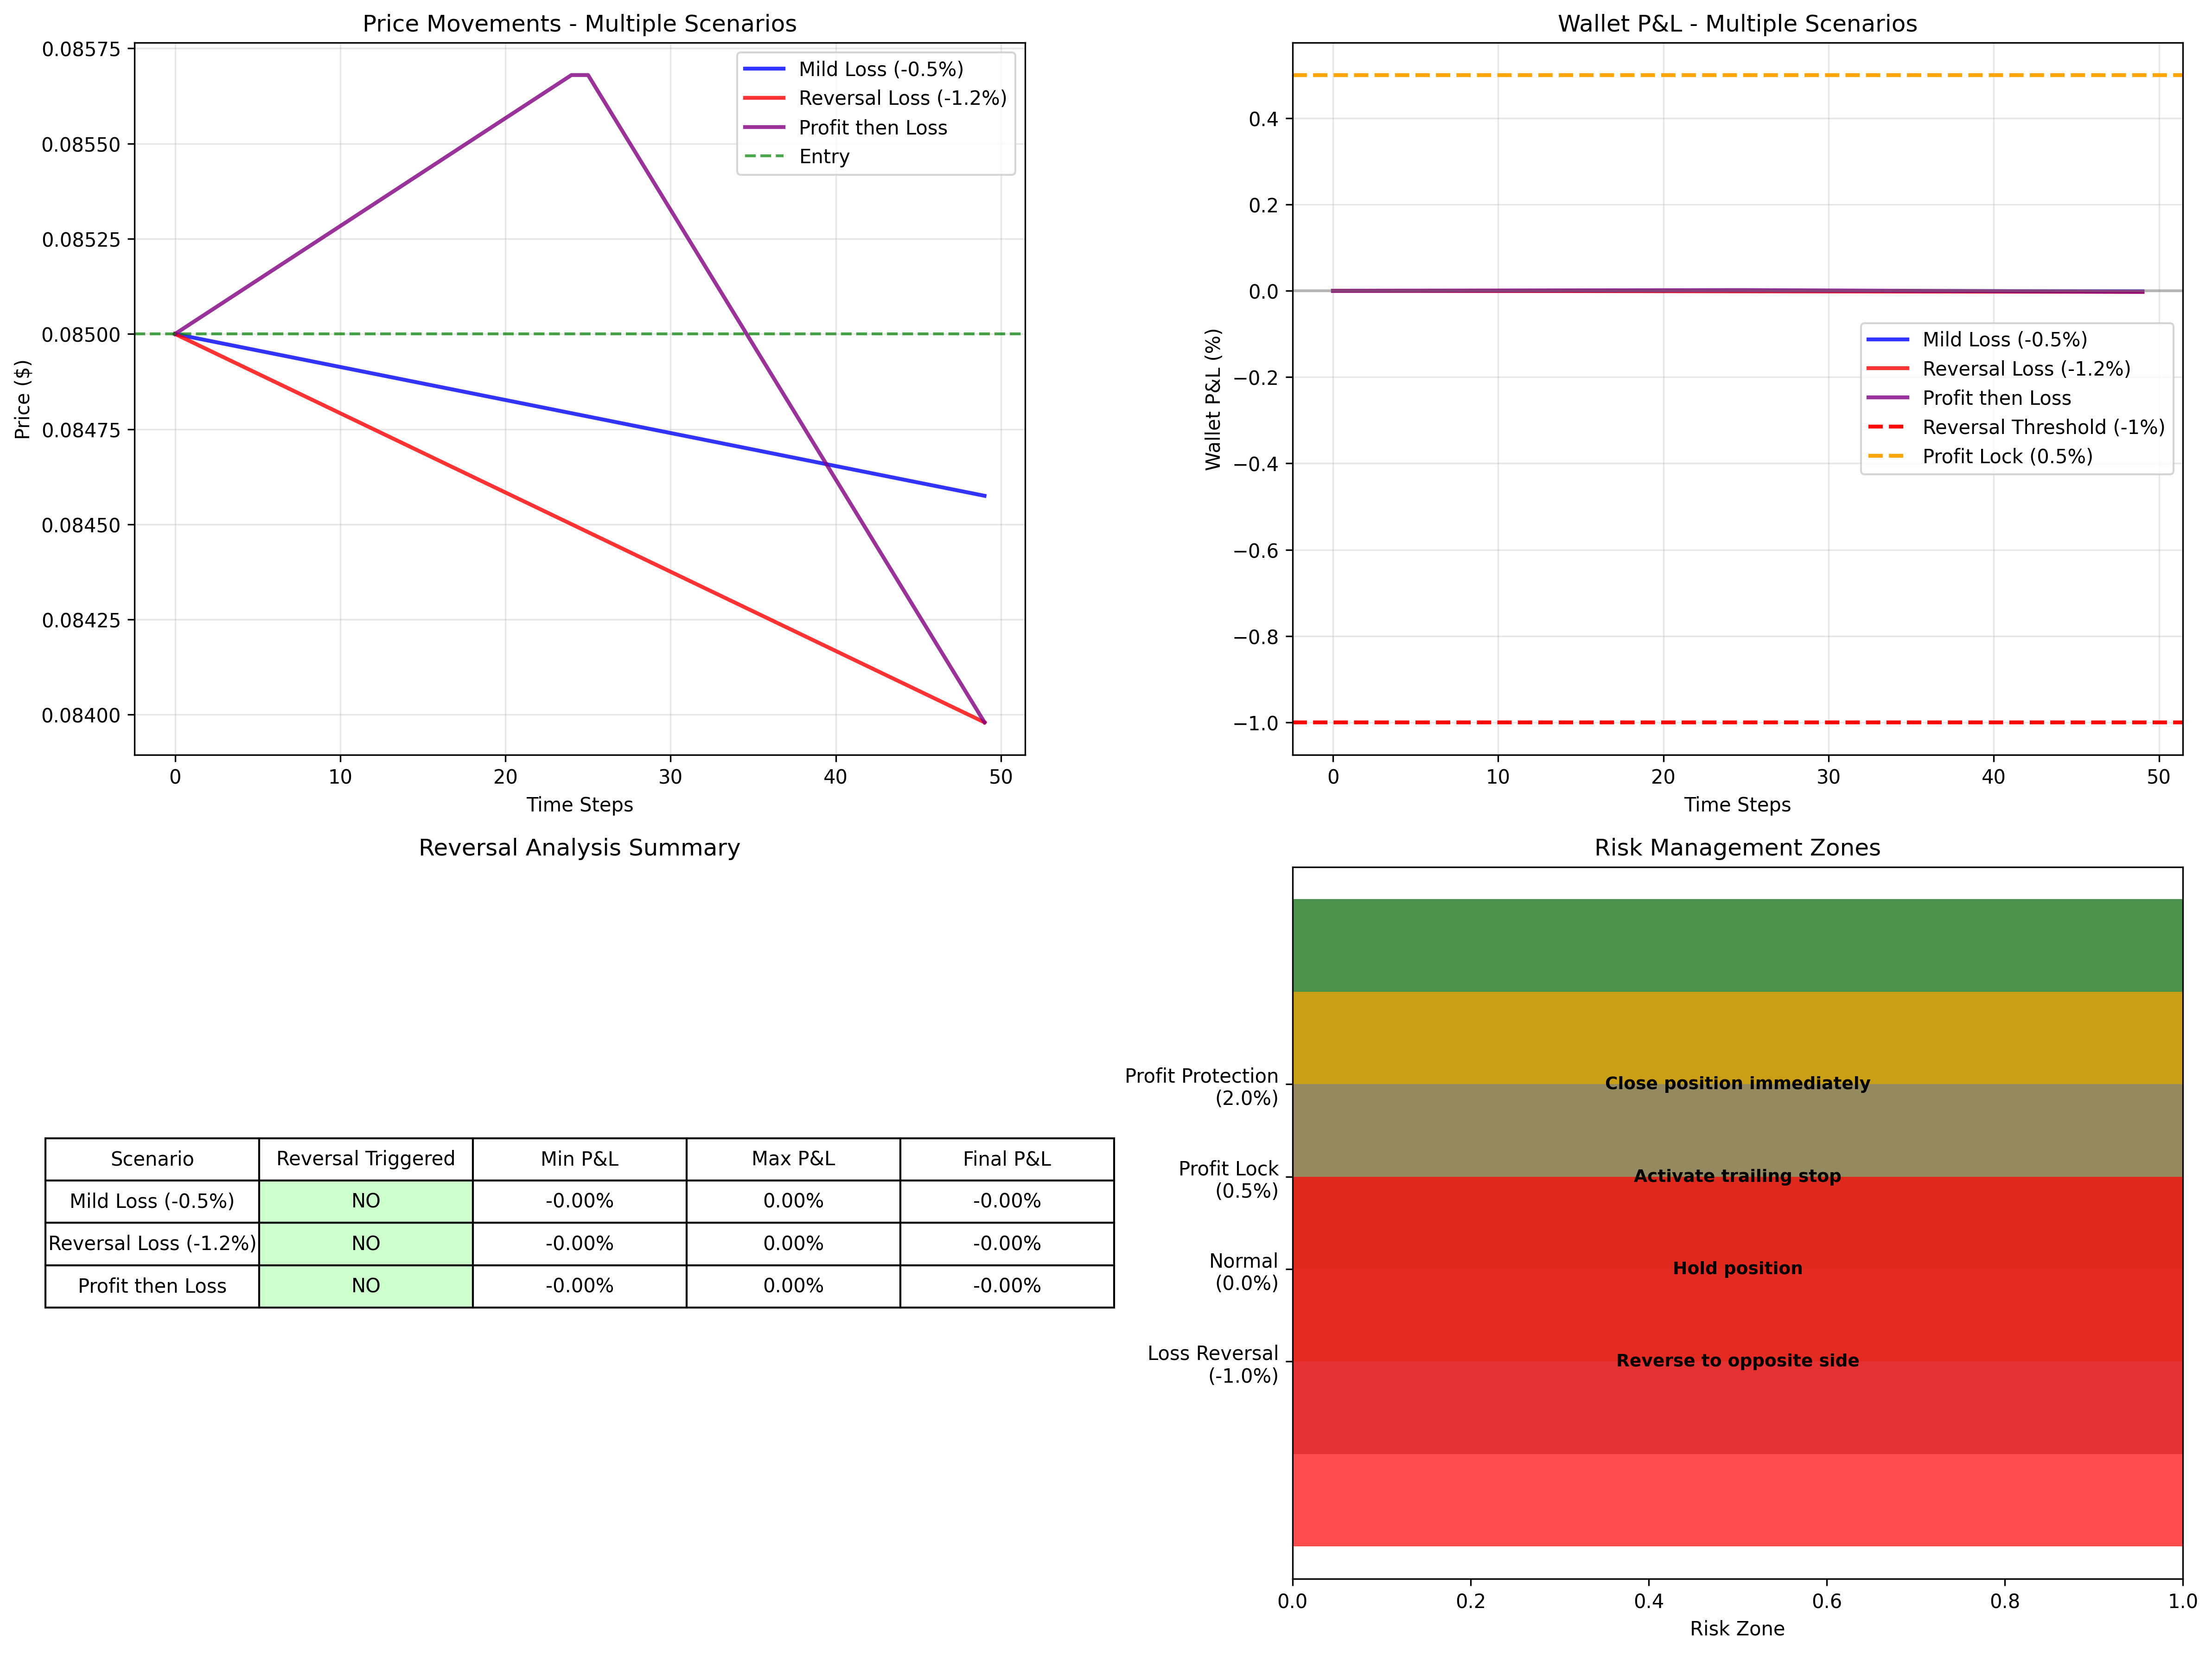 Price Movements - Multiple Scenarios
0.08575
0.08550
0.08525
0.08500
0.08475
0.08450
0.08425
0.08400
Price ($)
0 10 20 30 40 50
Time Steps
Mild Loss (-0.5%)
Reversal Loss (-1.2%)
Profit then Loss
Entry
Wallet P&L - Multiple Scenarios
0.4
0.2
0.0
−0.2
−0.4
−0.6
−0.8
−1.0
Wallet P&L (%)
0 10 20 30 40 50
Time Steps
Mild Loss (-0.5%)
Reversal Loss (-1.2%)
Profit then Loss
Reversal Threshold (-1%)
Profit Lock (0.5%)
Reversal Analysis Summary
Scenario Reversal Triggered Min P&L Max P&L Final P&L
Mild Loss (-0.5%) NO -0.00% 0.00% -0.00%
Reversal Loss (-1.2%) NO -0.00% 0.00% -0.00%
Profit then Loss NO -0.00% 0.00% -0.00%
Risk Management Zones
Profit Protection
(2.0%)
Close position immediately
Profit Lock
(0.5%)
Activate trailing stop
Normal
(0.0%)
Hold position
Loss Reversal
(-1.0%)
Reverse to opposite side
0.0 0.2 0.4 0.6 0.8 1.0
Risk Zone